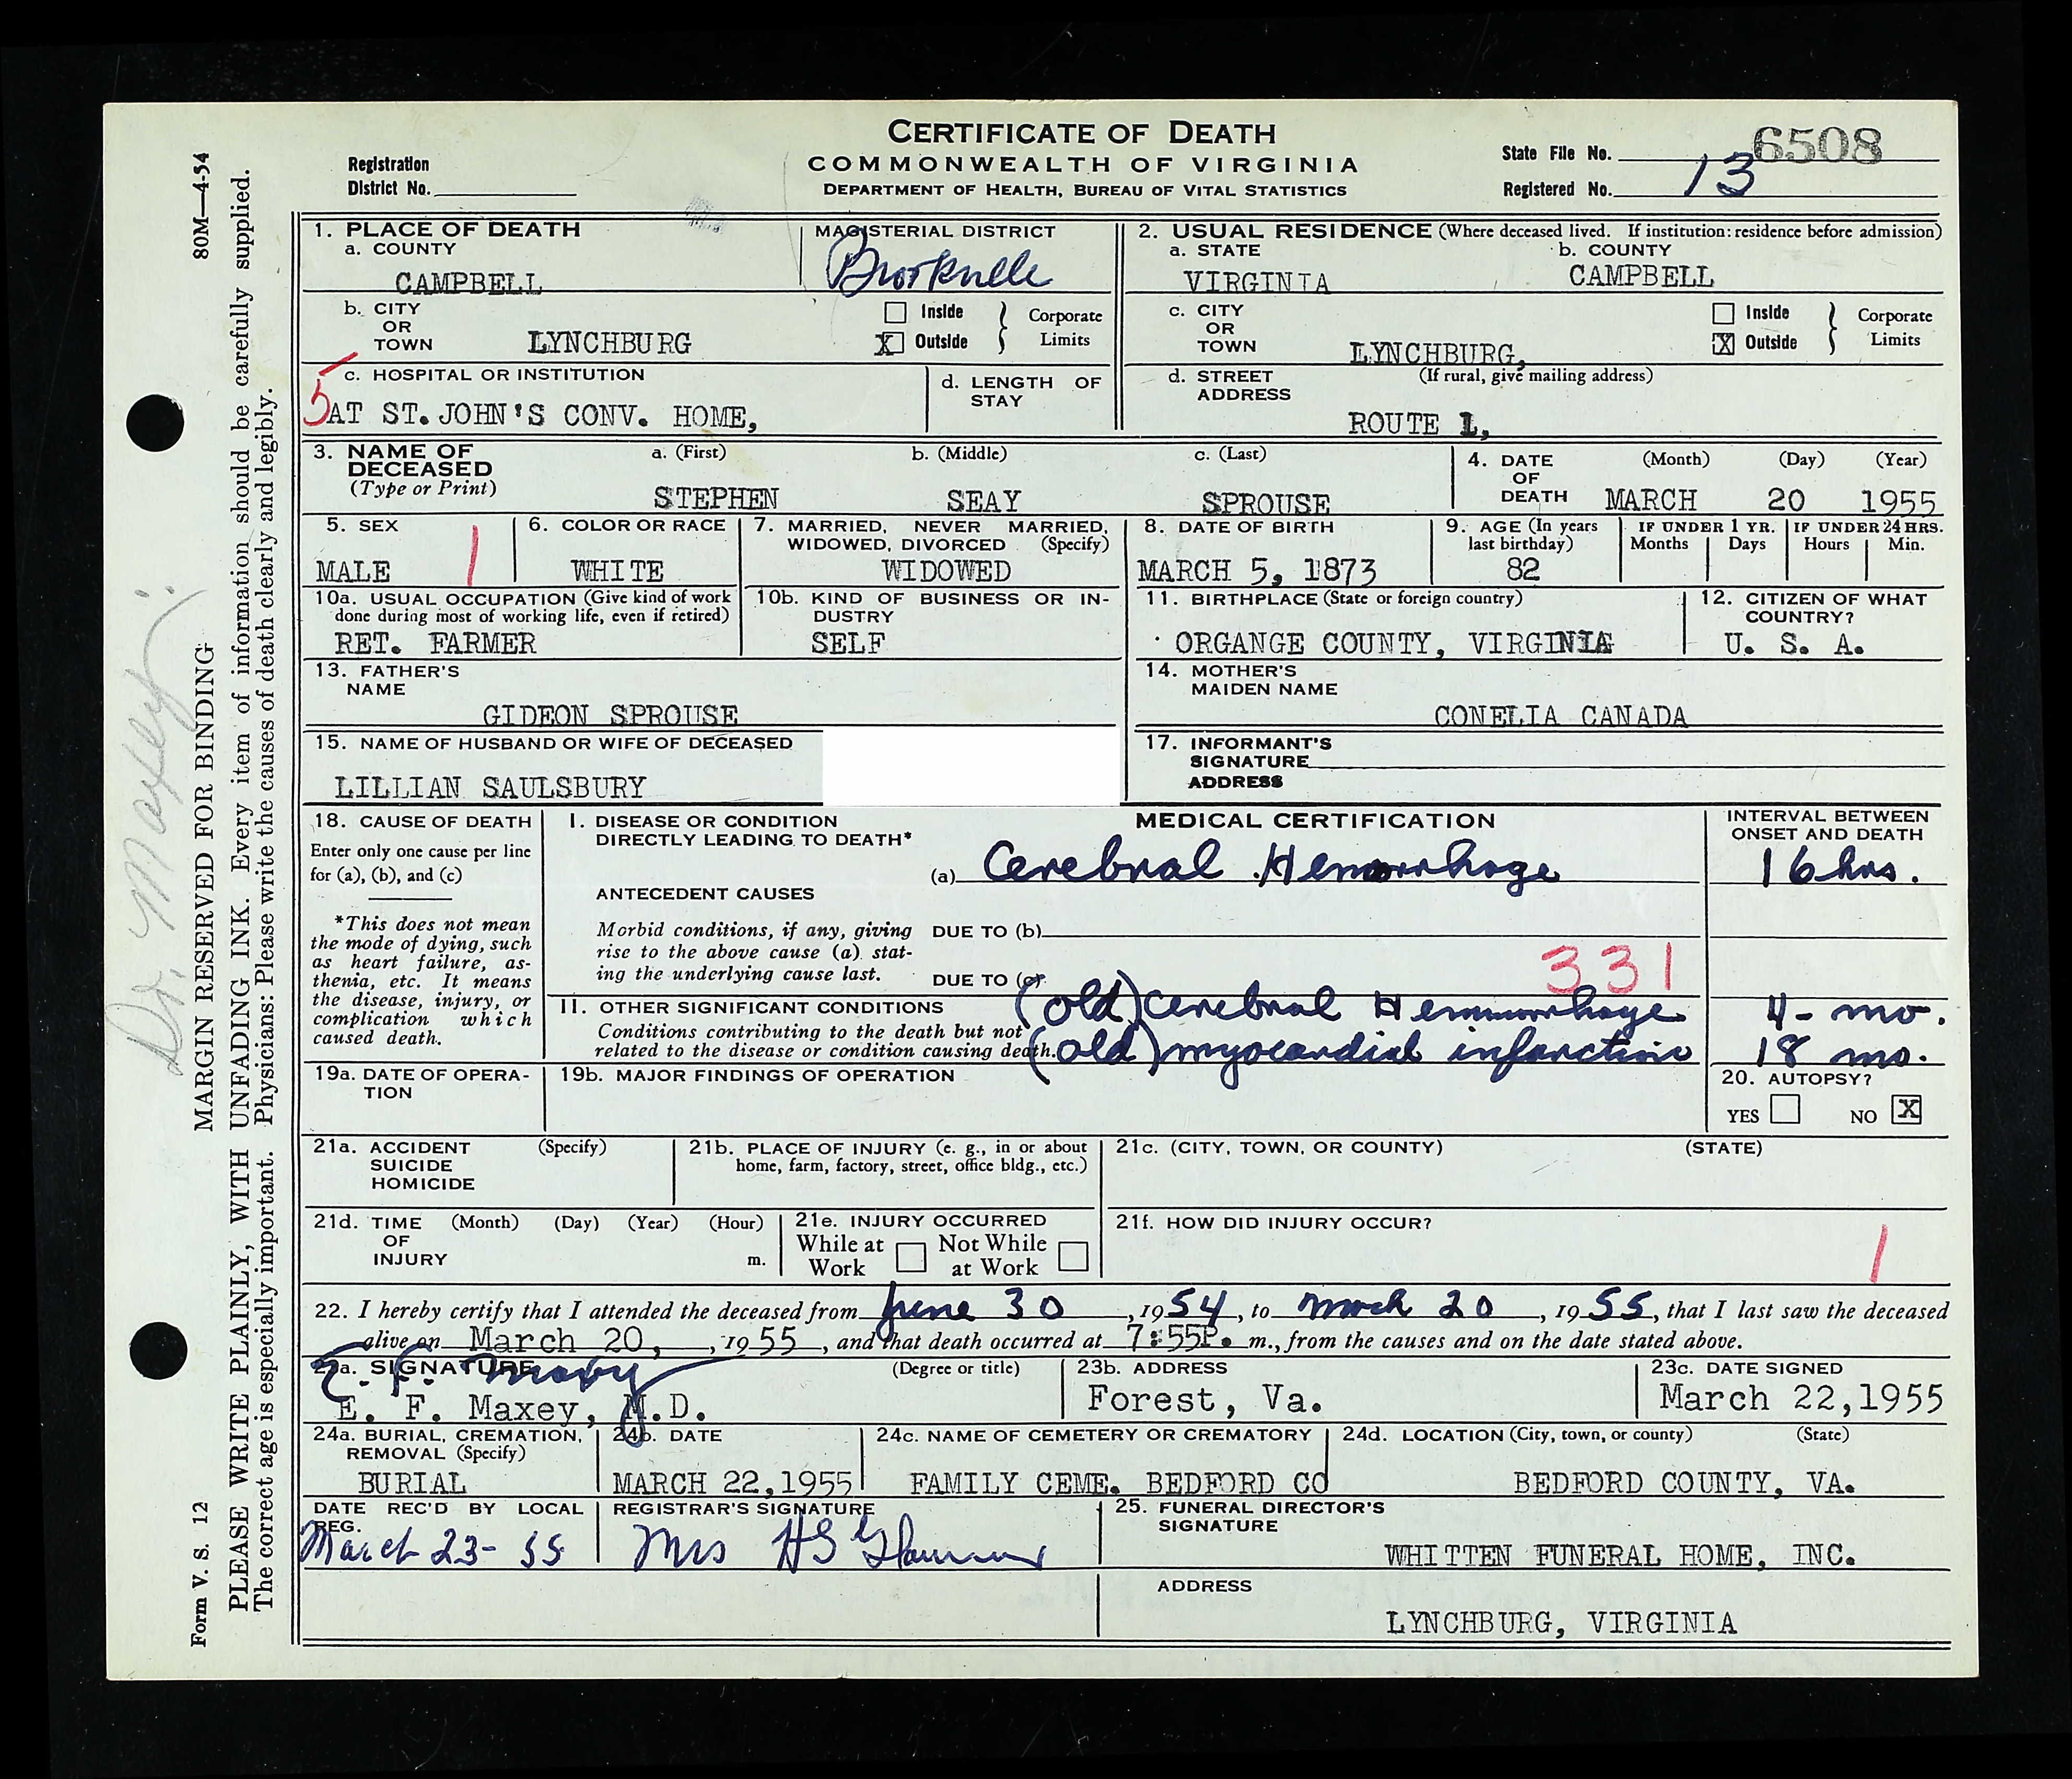 CERTIFICATE OF DEATH
COMMONWEALTH OF VIRGINIA
DEPARTMENT OF HEALTH, BUREAU OF VITAL STATISTICS
Registration
District No.
State File No. 6508
Registered No. 13
1. PLACE OF DEATH
a. COUNTY
CAMPBELL
MAGISTERIAL DISTRICT
Brookville
b. CITY
OR
TOWN LYNCHBURG
Inside
X Outside
Corporate
Limits
5
c. HOSPITAL OR INSTITUTION
AT ST. JOHN'S CONV. HOME,
d. LENGTH OF
STAY
2. USUAL RESIDENCE (Where deceased lived. If institution: residence before admission)
a. STATE
VIRGINIA
b. COUNTY
CAMPBELL
c. CITY
OR
TOWN LYNCHBURG,
Inside
X Outside
Corporate
Limits
d. STREET (If rural, give mailing address)
ADDRESS
ROUTE 1,
3. NAME OF
DECEASED
(Type or Print)
a. (First) b. (Middle) c. (Last)
STEPHEN SEAY SPROUSE
4. DATE
OF
DEATH
(Month) (Day) (Year)
MARCH 20 1955
5. SEX
MALE 1
6. COLOR OR RACE
WHITE
7. MARRIED, NEVER MARRIED,
WIDOWED, DIVORCED (Specify)
WIDOWED
8. DATE OF BIRTH
MARCH 5, 1873
9. AGE (In years
last birthday)
82
IF UNDER 1 YR.
Months Days
IF UNDER 24 HRS.
Hours Min.
10a. USUAL OCCUPATION (Give kind of work
done during most of working life, even if retired)
RET. FARMER
10b. KIND OF BUSINESS OR IN-
DUSTRY
SELF
11. BIRTHPLACE (State or foreign country)
ORGANGE COUNTY, VIRGINIA
12. CITIZEN OF WHAT
COUNTRY?
U. S. A.
13. FATHER'S
NAME
GIDEON SPROUSE
14. MOTHER'S
MAIDEN NAME
CONELIA CANADA
15. NAME OF HUSBAND OR WIFE OF DECEASED
LILLIAN SAULSBURY
17. INFORMANT'S
SIGNATURE
ADDRESS
18. CAUSE OF DEATH
Enter only one cause per line
for (a), (b), and (c)
*This does not mean
the mode of dying, such
as heart failure, as-
thenia, etc. It means
the disease, injury, or
complication which
caused death.
MEDICAL CERTIFICATION
INTERVAL BETWEEN
ONSET AND DEATH
I. DISEASE OR CONDITION
DIRECTLY LEADING TO DEATH*
(a) Cerebral Hemorrhage 16 hrs.
ANTECEDENT CAUSES
Morbid conditions, if any, giving
rise to the above cause (a) stat-
ing the underlying cause last.
DUE TO (b)
331
DUE TO (c)
II. OTHER SIGNIFICANT CONDITIONS
Conditions contributing to the death but not
related to the disease or condition causing death.
(old) Cerebral Hemmorrhage 4- mo.
(old) myocardial infarction 18 mo.
19a. DATE OF OPERA-
TION
19b. MAJOR FINDINGS OF OPERATION
20. AUTOPSY?
YES NO X
21a. ACCIDENT (Specify)
SUICIDE
HOMICIDE
21b. PLACE OF INJURY (e. g., in or about
home, farm, factory, street, office bldg., etc.)
21c. (CITY, TOWN, OR COUNTY) (STATE)
21d. TIME (Month) (Day) (Year) (Hour)
OF
INJURY m.
21e. INJURY OCCURRED
While at Not While
Work at Work
21f. HOW DID INJURY OCCUR?
1
22. I hereby certify that I attended the deceased from June 30, 1954, to March 20, 1955, that I last saw the deceased
alive on March 20, , 1955, and that death occurred at 7:55P. m., from the causes and on the date stated above.
23a. SIGNATURE (Degree or title)
E. F. Maxey
E. F. Maxey, M.D.
23b. ADDRESS
Forest, Va.
23c. DATE SIGNED
March 22,1955
24a. BURIAL, CREMATION,
REMOVAL (Specify)
BURIAL
24b. DATE
MARCH 22,1955
24c. NAME OF CEMETERY OR CREMATORY
FAMILY CEME. BEDFORD CO
24d. LOCATION (City, town, or county) (State)
BEDFORD COUNTY, VA.
DATE REC'D BY LOCAL
REG.
March 23- 55
REGISTRAR'S SIGNATURE
Mrs H S
25. FUNERAL DIRECTOR'S
SIGNATURE
WHITTEN FUNERAL HOME, INC.
ADDRESS
LYNCHBURG, VIRGINIA
Dr. Maxey
80M—4-54
MARGIN RESERVED FOR BINDING
Form V. S. 12
PLEASE WRITE PLAINLY, WITH UNFADING INK. Every item of information should be carefully supplied.
The correct age is especially important. Physicians: Please write the causes of death clearly and legibly.